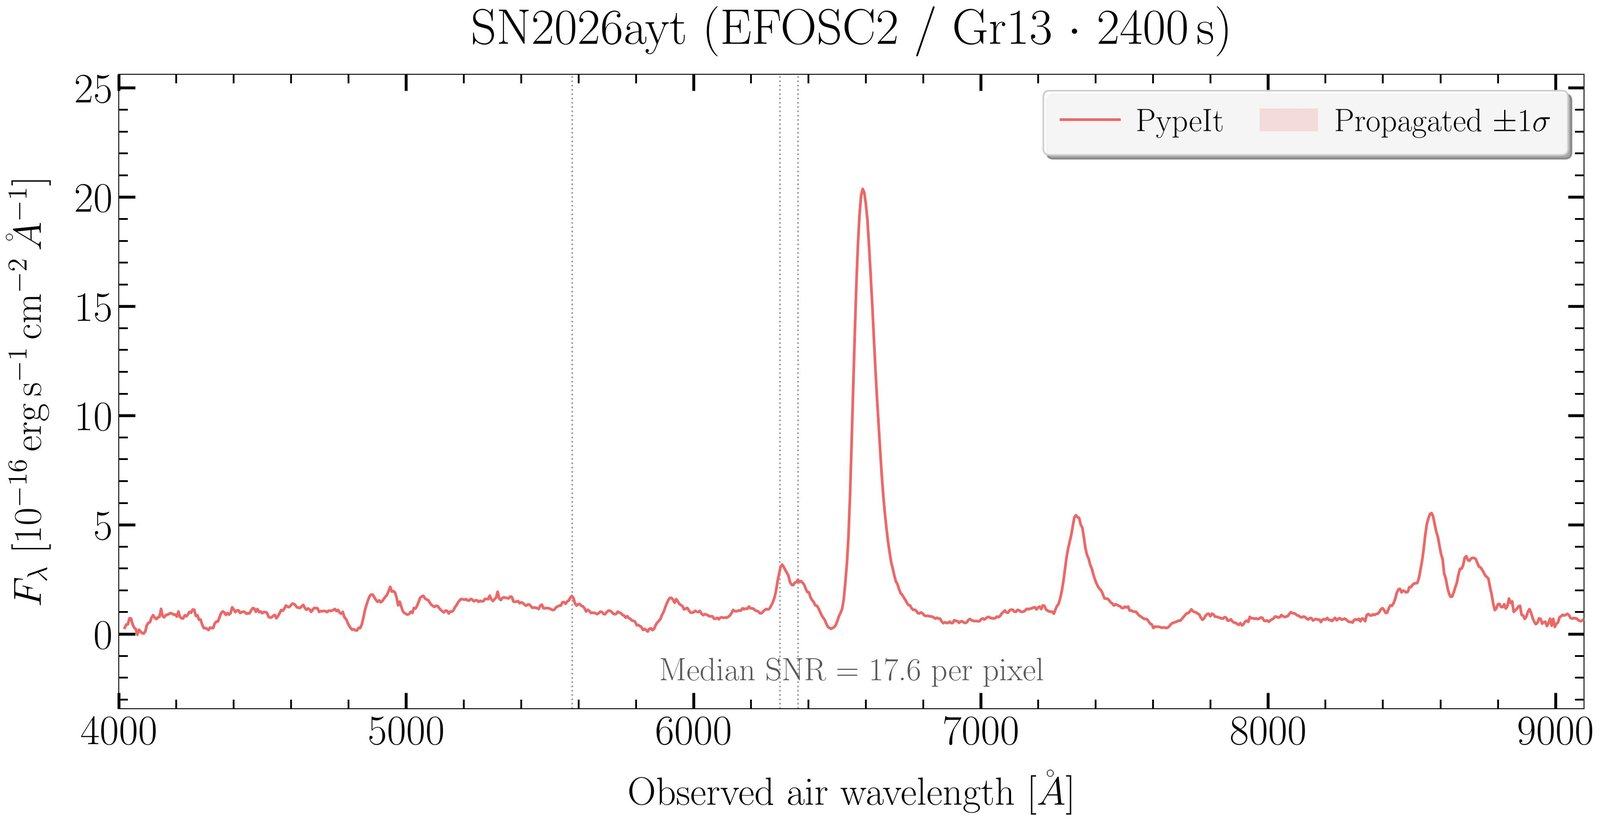 SN2026ayt (EFOSC2 / Gr13 · 2400 s)
25
20
15
10
5
0
F_λ [10⁻¹⁶ erg s⁻¹ cm⁻² Å⁻¹]
PypeIt
Propagated ±1σ
Median SNR = 17.6 per pixel
4000 5000 6000 7000 8000 9000
Observed air wavelength [Å]